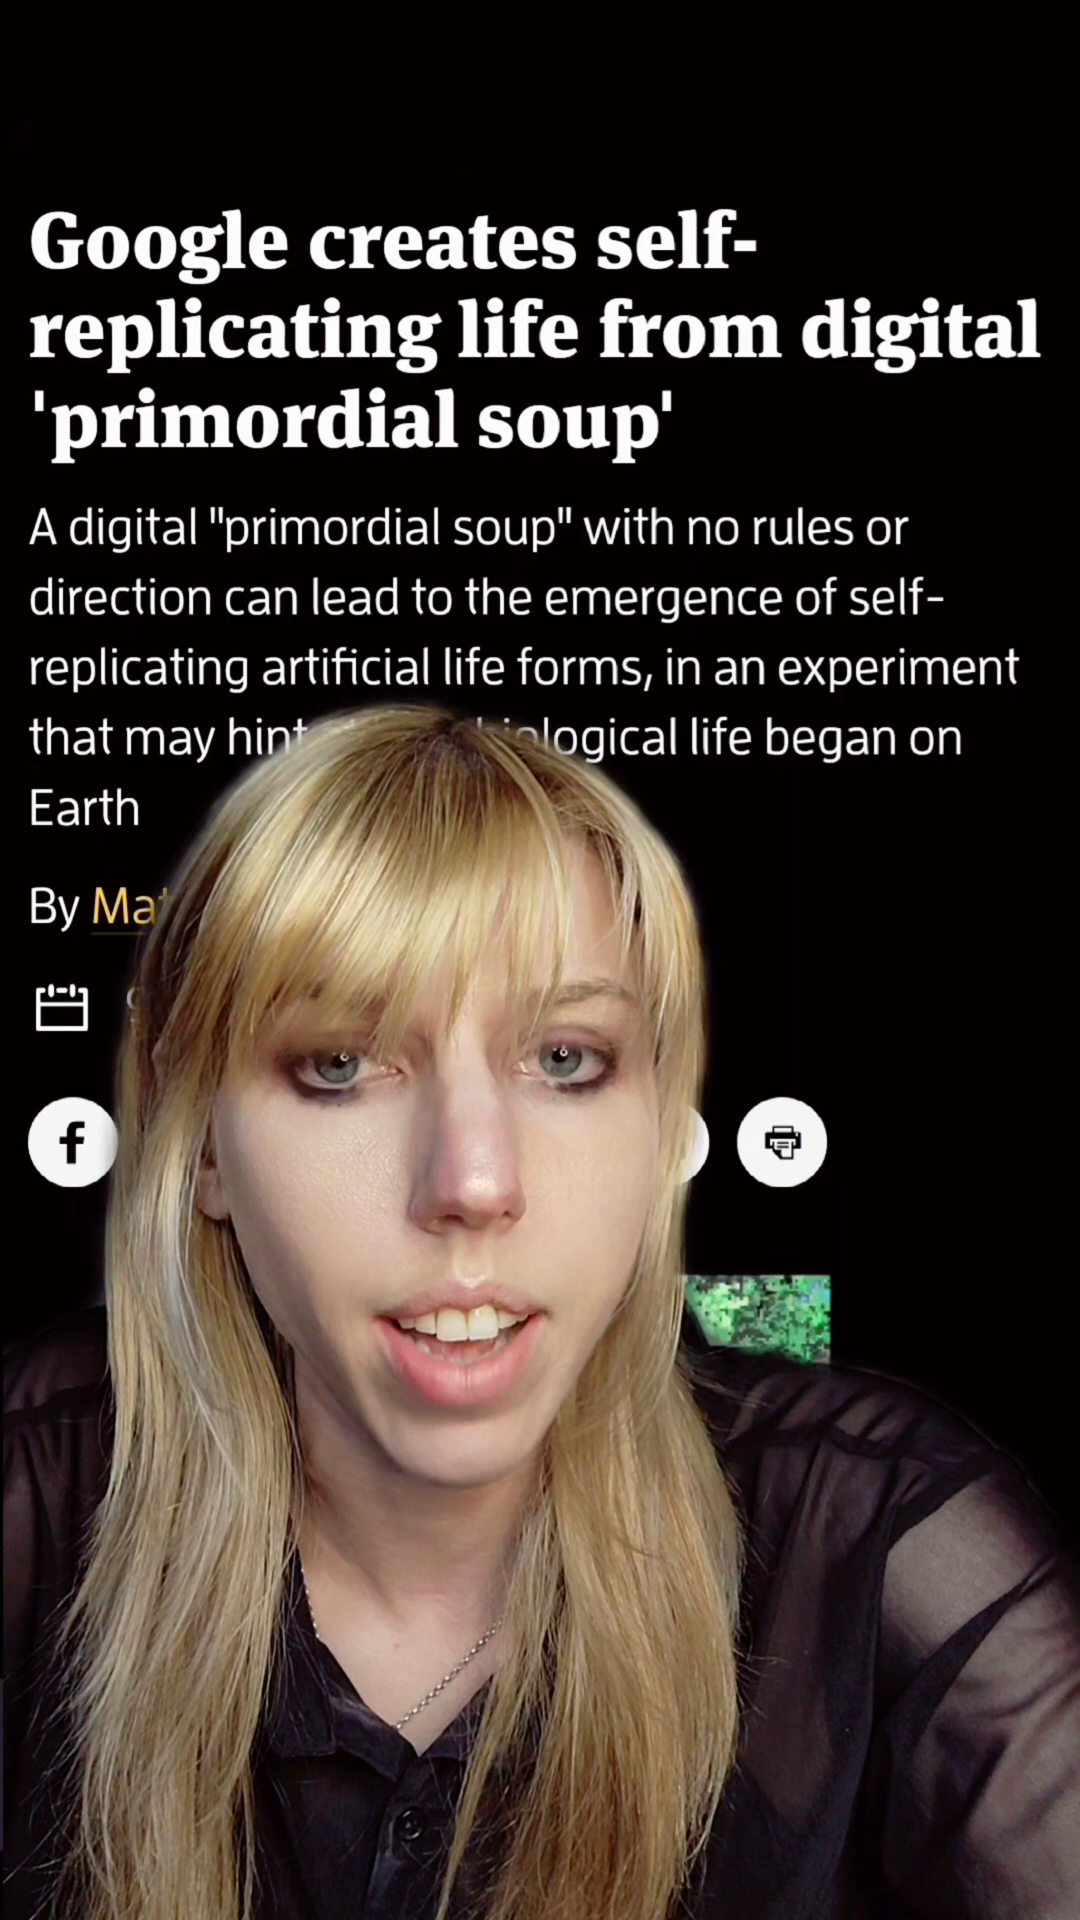 Google creates self-
replicating life from digital
'primordial soup'
A digital "primordial soup" with no rules or
direction can lead to the emergence of self-
replicating artificial life forms, in an experiment
that may biological life began on
Earth
By
f